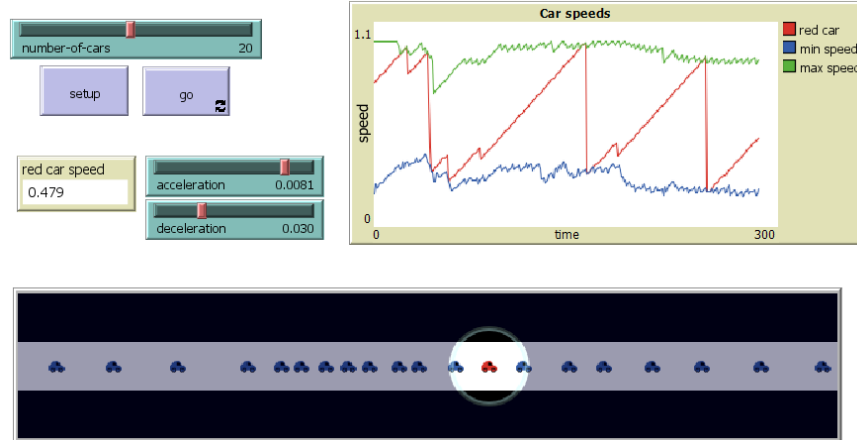 number-of-cars 20
setup
go
red car speed
0.479
acceleration 0.0081
deceleration 0.030
Car speeds
1.1
speed
0
0
time
300
red car
min speed
max speed